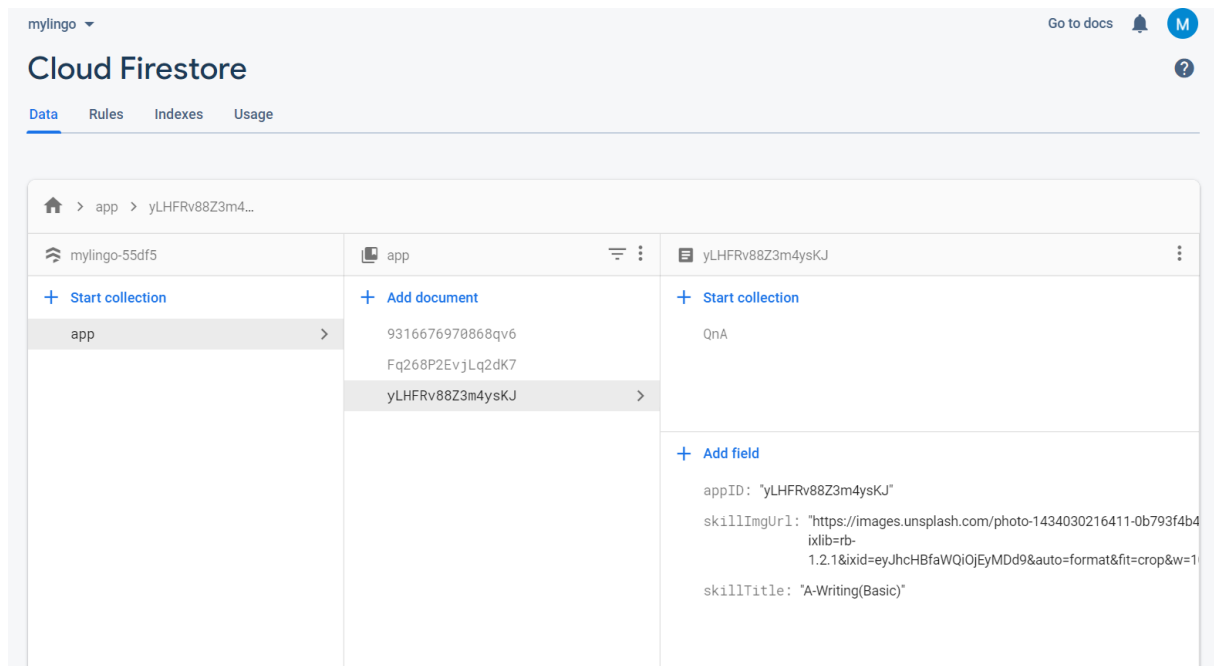 mylingo
Go to docs
M
Cloud Firestore
?
Data Rules Indexes Usage
app
yLHFRv88Z3m4...
mylingo-55df5
app
yLHFRv88Z3m4ysKJ
+ Start collection
+ Add document
+ Start collection
app
9316676970868qv6
Fq268P2EvjLq2dK7
yLHFRv88Z3m4ysKJ
QnA
+ Add field
appID: "yLHFRv88Z3m4ysKJ"
skillImgUrl: "https://images.unsplash.com/photo-1434030216411-0b793f4b4
ixlib=rb-
1.2.1&ixid=eyJhcHBfaWQiOjEyMDd9&auto=format&fit=crop&w=1
skillTitle: "A-Writing(Basic)"